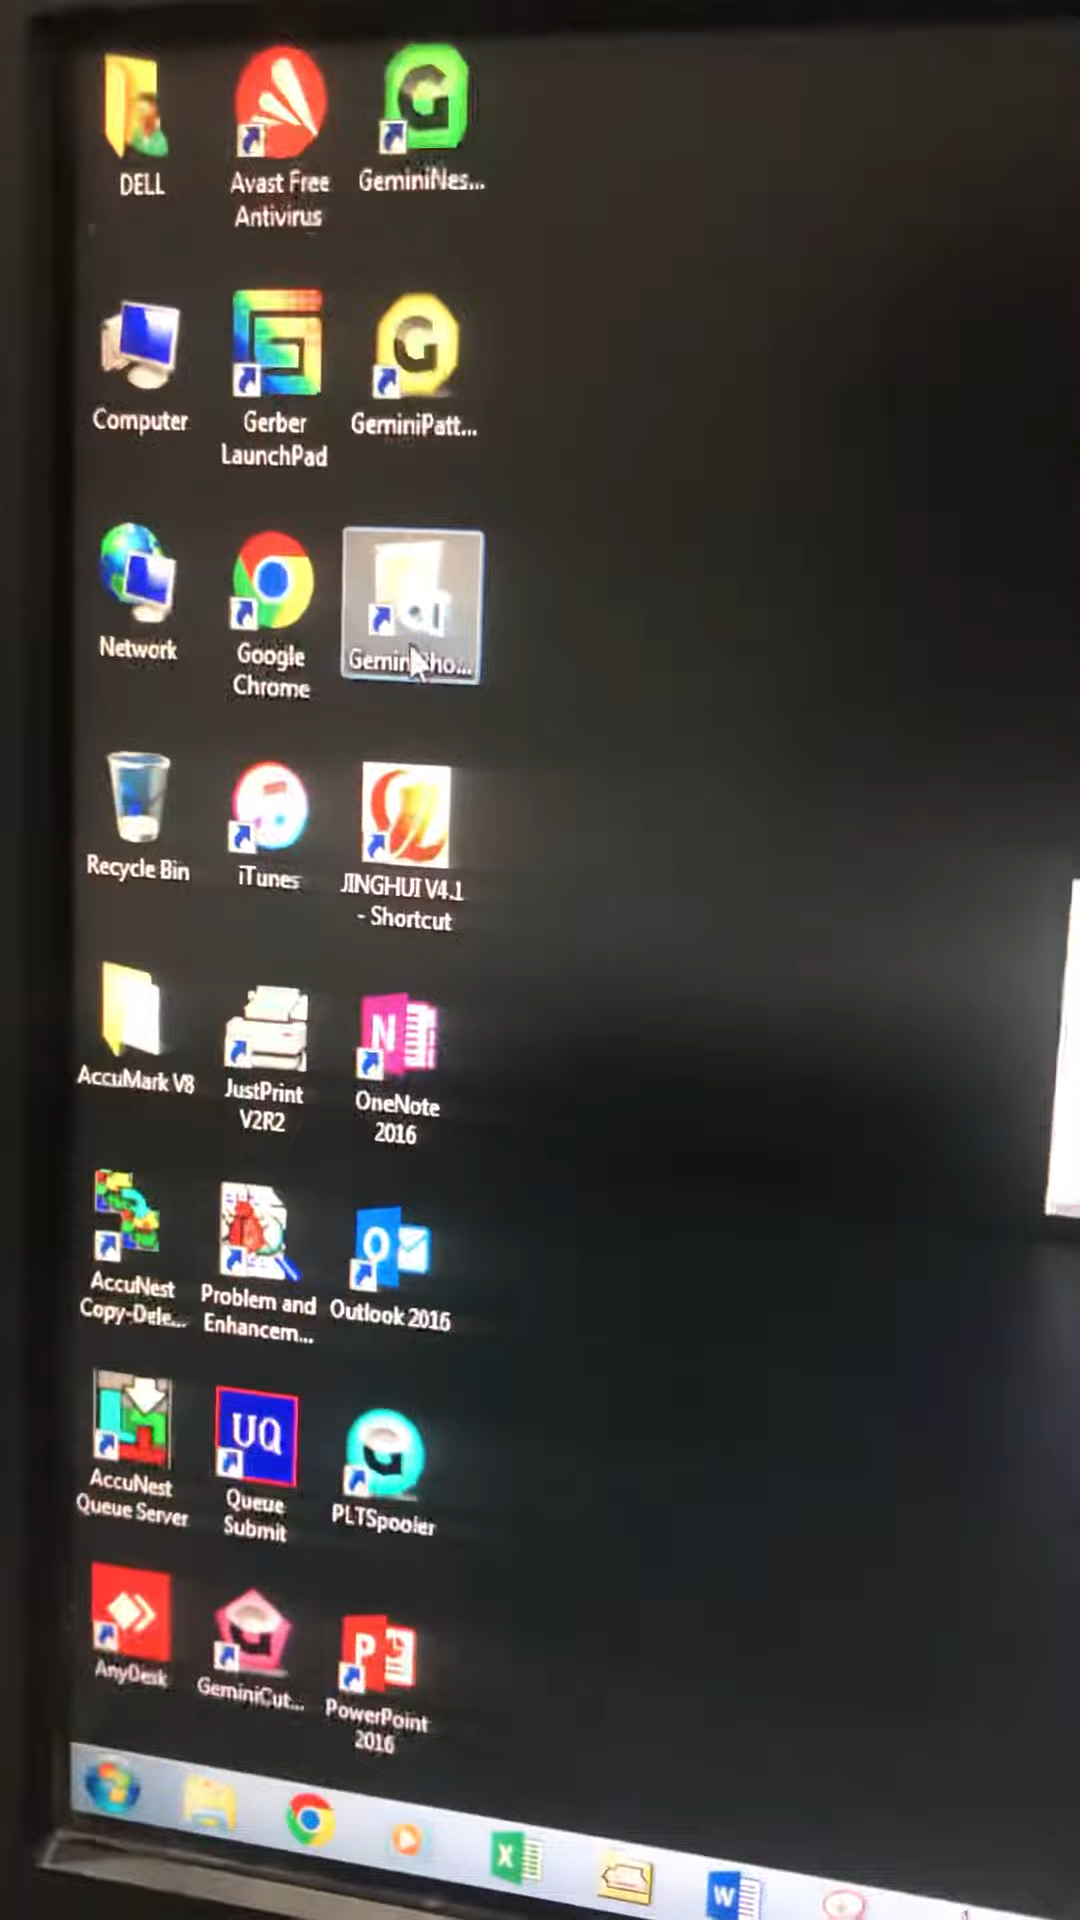 DELL
Avast Free
Antivirus
GeminiNes...
Computer
Gerber
LaunchPad
GeminiPatt...
Network
Google
Chrome
Recycle Bin
iTunes
JINGHUI V4.1
- Shortcut
AccuMark V8
JustPrint
V2R2
OneNote
2016
AccuNest
Copy-Dele...
Problem and
Enhancem...
Outlook 2016
AccuNest
Queue Server
UQ
Queue
Submit
PLTSpooler
AnyDesk
GeminiCut...
PowerPoint
2016